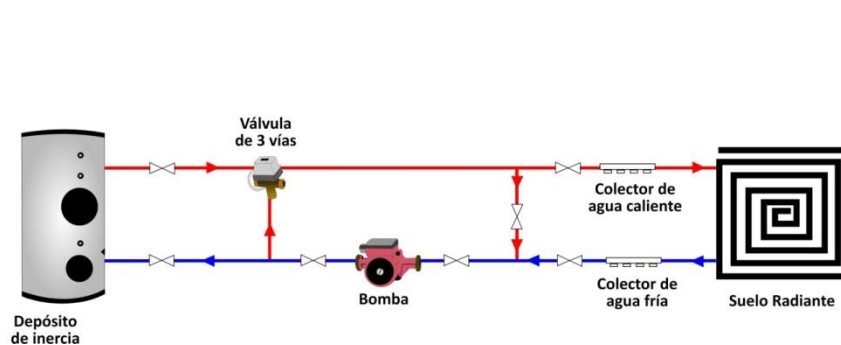 Válvula
de 3 vías
Colector de
agua caliente
Bomba
Colector de
agua fría
Suelo Radiante
Depósito
de inercia